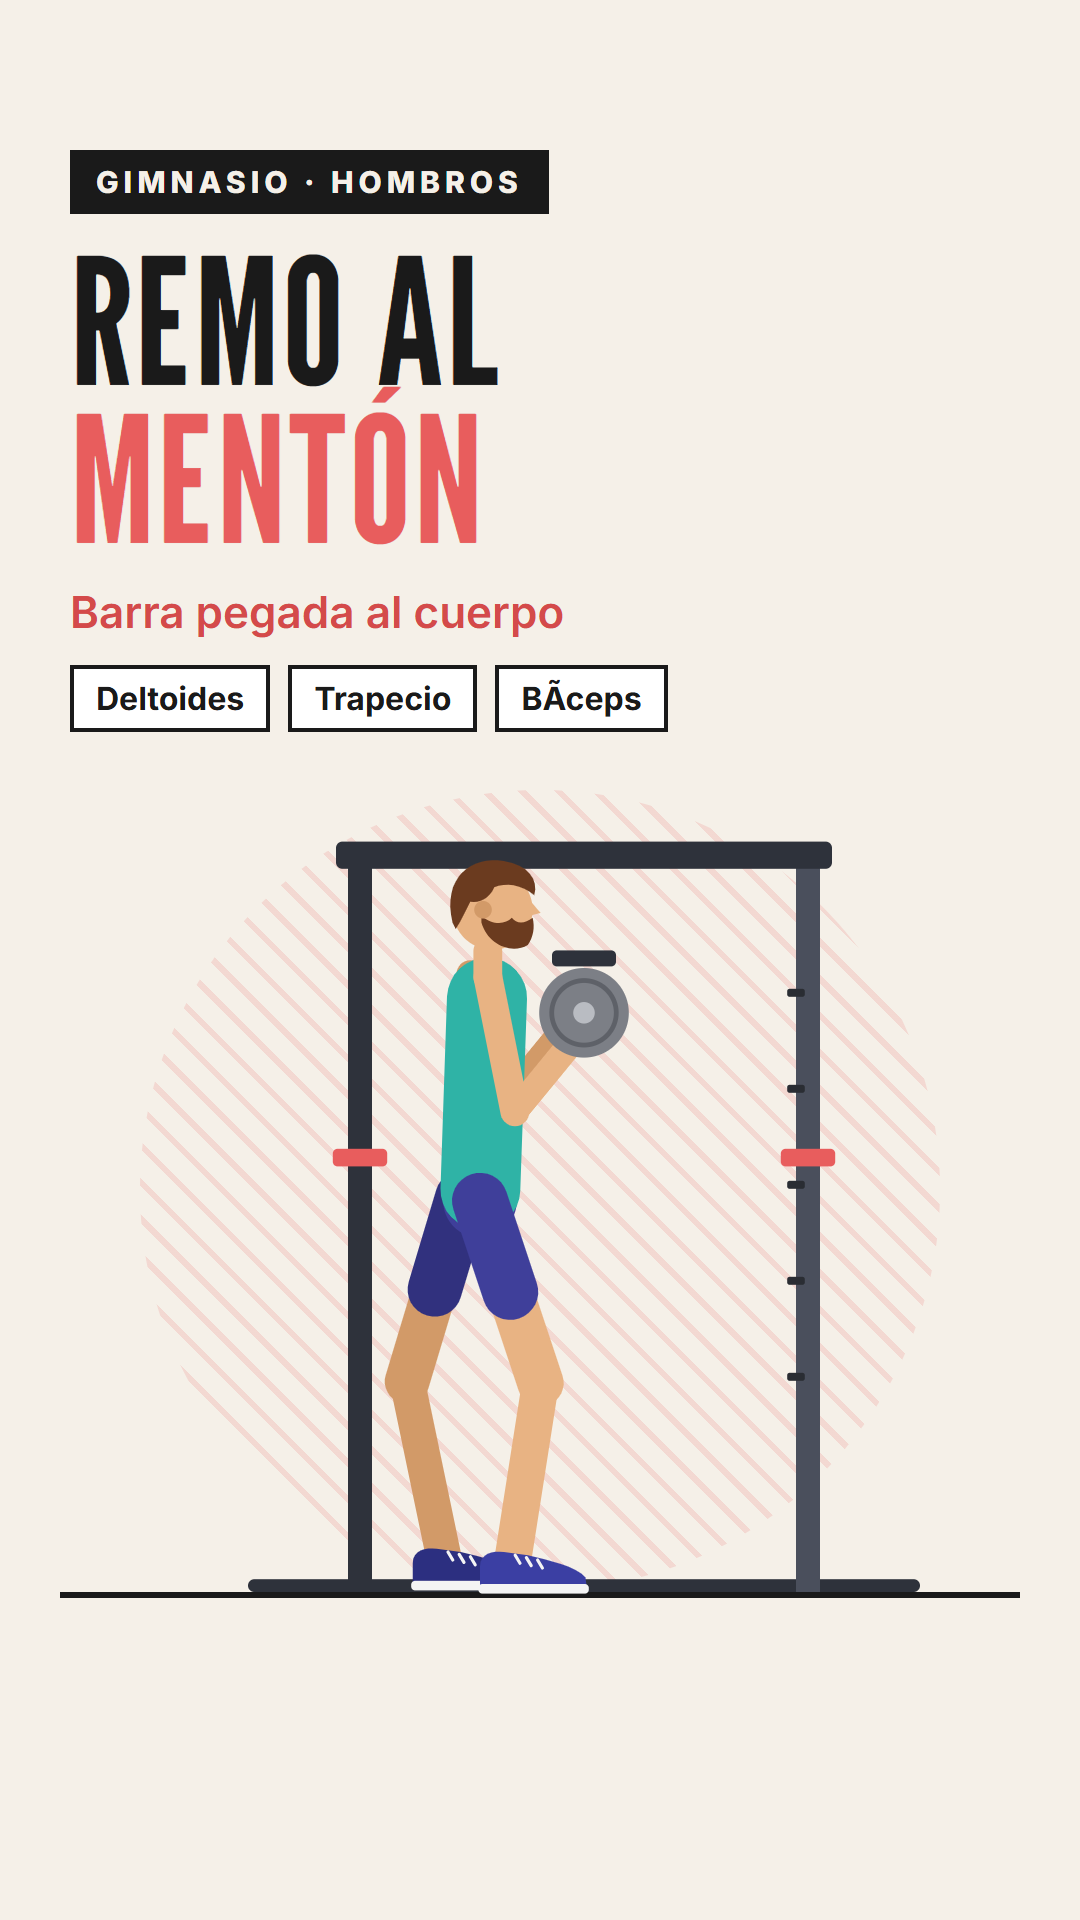 GIMNASIO · HOMBROS
REMO AL
MENTÓN
Barra pegada al cuerpo
Deltoides Trapecio BÃceps